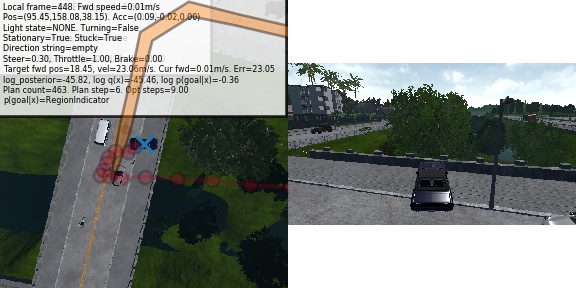 Local frame=448. Fwd speed=0.01m/s
Pos=(95.45,158.08,38.15). Acc=(0.09,-0.02,0.00)
Light state=NONE. Turning=False
Stationary=True. Stuck=True
Direction string=empty
Steer=0.30, Throttle=1.00, Brake=0.00
Target fwd pos=18.45, vel=23.06m/s. Cur fwd=0.01m/s. Err=23.05
log_posterior=-45.82, log q(x)=-45.46, log p(goal|x)=-0.36
Plan count=463. Plan step=6. Opt steps=9.00
p(goal|x)=RegionIndicator